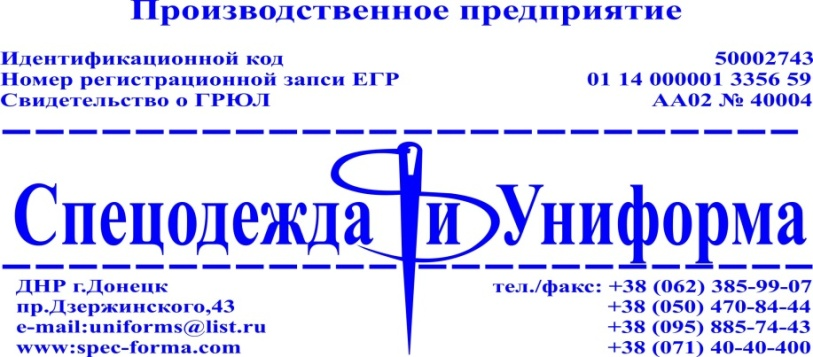 Производственное предприятие
Идентификационной код 50002743
Номер регистрационной запси ЕГР 01 14 000001 3356 59
Свидетельство о ГРЮЛ АА02 № 40004
Спецодежда и Униформа
ДНР г.Донецк тел./факс: +38 (062) 385-99-07
пр.Дзержинского,43 +38 (050) 470-84-44
e-mail:uniforms@list.ru +38 (095) 885-74-43
www:spec-forma.com +38 (071) 40-40-400